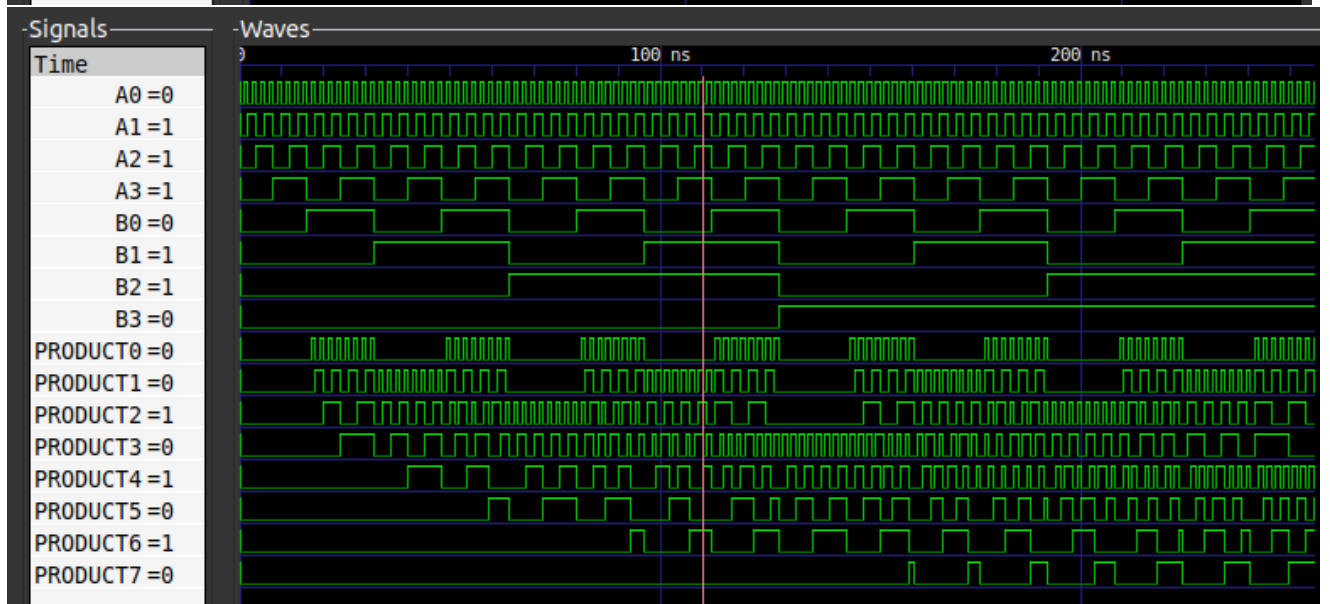 Signals
Waves
Time
0
100 ns
200 ns
A0 =0
A1 =1
A2 =1
A3 =1
B0 =0
B1 =1
B2 =1
B3 =0
PRODUCT0 =0
PRODUCT1 =0
PRODUCT2 =1
PRODUCT3 =0
PRODUCT4 =1
PRODUCT5 =0
PRODUCT6 =1
PRODUCT7 =0